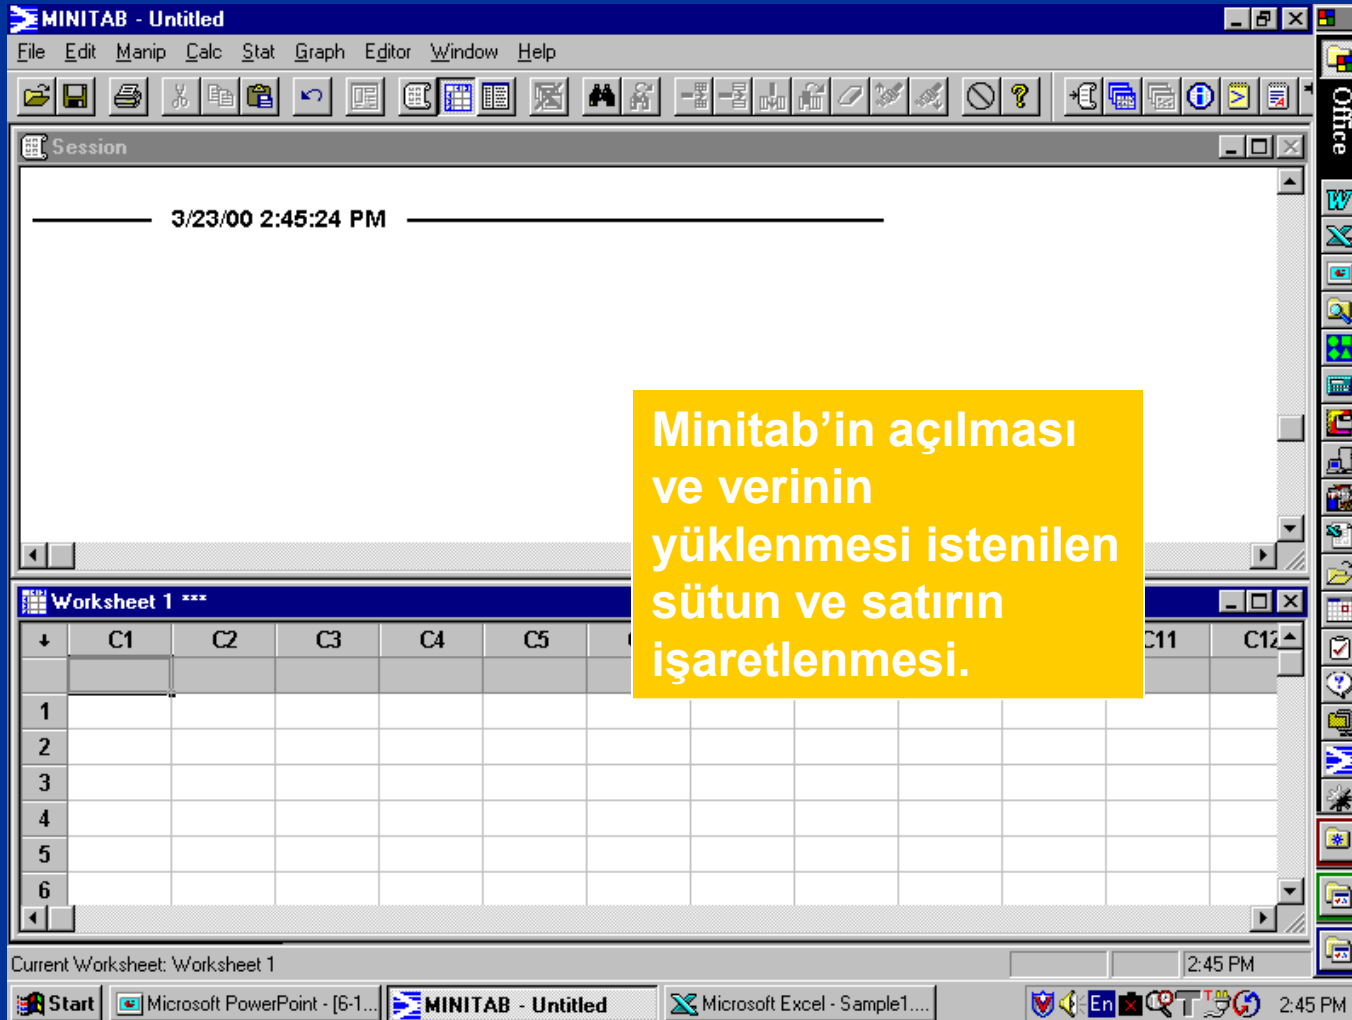 MINITAB - Untitled
File Edit Manip Calc Stat Graph Editor Window Help
Office
Session
3/23/00 2:45:24 PM
Minitab’in açılması
ve verinin
yüklenmesi istenilen
sütun ve satırın
işaretlenmesi.
Worksheet 1 ***
C1 C2 C3 C4 C5 C11 C12
1
2
3
4
5
6
Current Worksheet: Worksheet 1
2:45 PM
Start Microsoft PowerPoint - [6-1... MINITAB - Untitled Microsoft Excel - Sample1.... En 2:45 PM